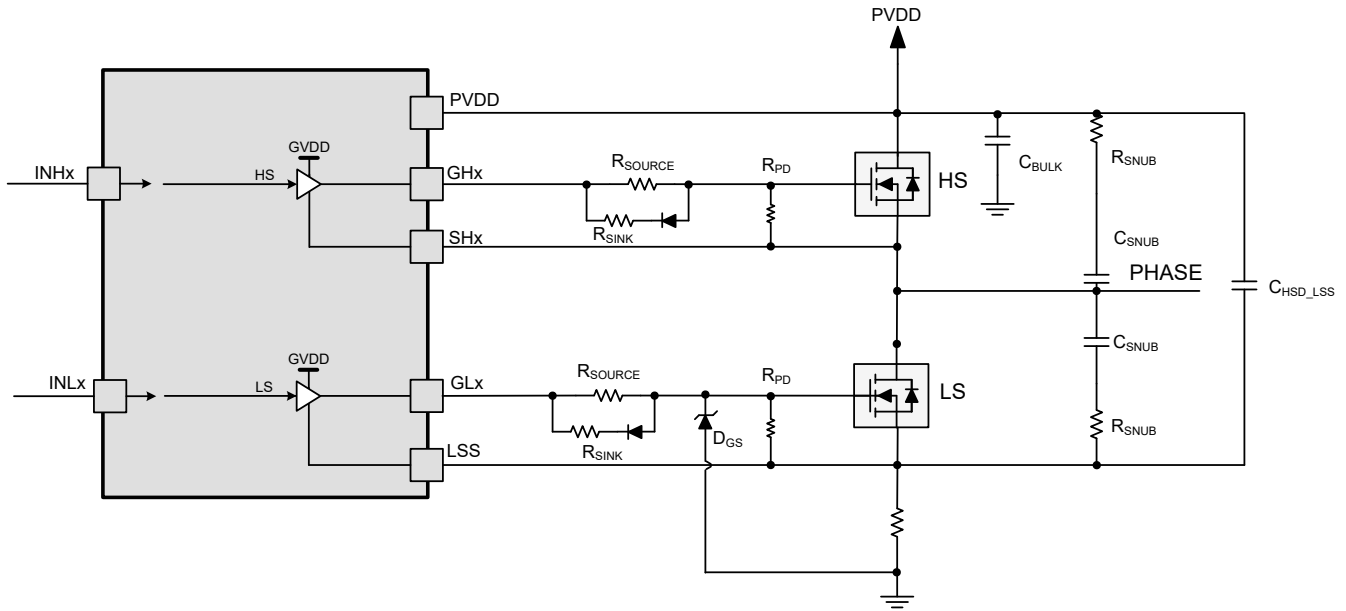 PVDD
PVDD
GVDD
INHx
HS
GHx
RSOURCE
RPD
HS
CBULK
RSNUB
RSINK
SHx
CSNUB
PHASE
CHSD_LSS
GVDD
INLx
LS
GLx
RSOURCE
RPD
LS
CSNUB
RSINK
DGS
RSNUB
LSS